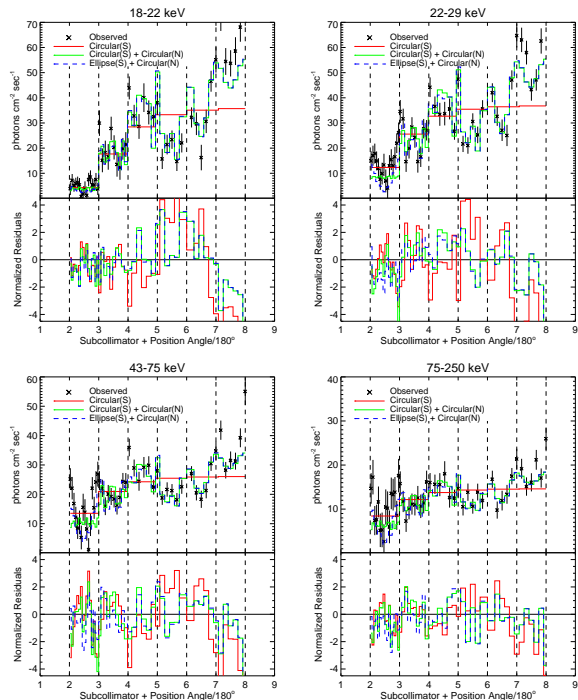 18-22 keV
22-29 keV
70
60
50
40
30
20
10
photons cm⁻² sec⁻¹
Observed
Circular(S)
Circular(S) + Circular(N)
Ellipse(S) + Circular(N)
70
60
50
40
30
20
10
photons cm⁻² sec⁻¹
Observed
Circular(S)
Circular(S) + Circular(N)
Ellipse(S) + Circular(N)
4
2
0
-2
-4
Normalized Residuals
4
2
0
-2
-4
Normalized Residuals
1 2 3 4 5 6 7 8 9
Subcollimator + Position Angle/180°
1 2 3 4 5 6 7 8 9
Subcollimator + Position Angle/180°
43-75 keV
75-250 keV
60
50
40
30
20
10
photons cm⁻² sec⁻¹
Observed
Circular(S)
Circular(S) + Circular(N)
Ellipse(S) + Circular(N)
40
30
20
10
photons cm⁻² sec⁻¹
Observed
Circular(S)
Circular(S) + Circular(N)
Ellipse(S) + Circular(N)
4
2
0
-2
-4
Normalized Residuals
4
2
0
-2
-4
Normalized Residuals
1 2 3 4 5 6 7 8 9
Subcollimator + Position Angle/180°
1 2 3 4 5 6 7 8 9
Subcollimator + Position Angle/180°